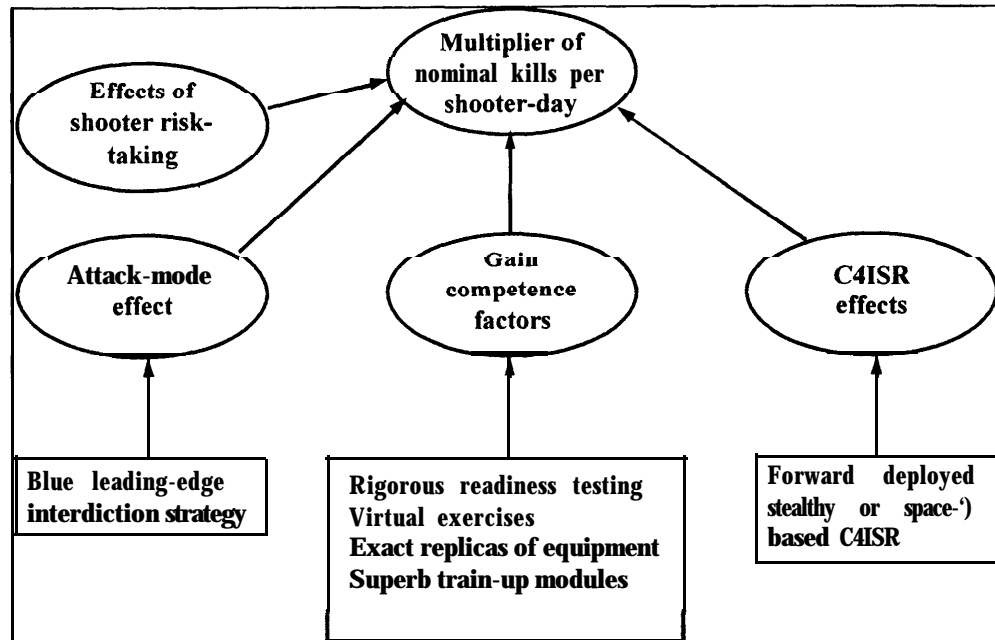 Multiplier of
nominal kills per
shooter-day
Effects of
shooter risk-
taking
Attack-mode
effect
Gain
competence
factors
C4ISR
effects
Blue leading-edge
interdiction strategy
Rigorous readiness testing
Virtual exercises
Exact replicas of equipment
Superb train-up modules
Forward deployed
stealthy or space-‘)
based C4ISR